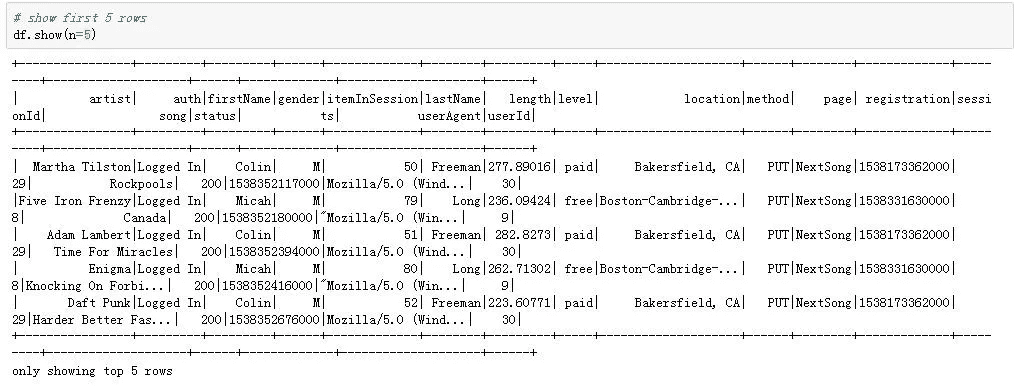 # show first 5 rows
df.show(n=5)
+----------------+---------+---------+------+-------------+--------+---------+-----+--------------------+------+--------+-------------+-----
----+--------------------+------+-------------+--------------------+------+
|          artist|     auth|firstName|gender|itemInSession|lastName|   length|level|            location|method|    page| registration|sessi
onId|                song|status|           ts|           userAgent|userId|
+----------------+---------+---------+------+-------------+--------+---------+-----+--------------------+------+--------+-------------+-----
----+--------------------+------+-------------+--------------------+------+
|  Martha Tilston|Logged In|    Colin|     M|           50| Freeman|277.89016| paid|     Bakersfield, CA|   PUT|NextSong|1538173362000|
29|           Rockpools|   200|1538352117000|Mozilla/5.0 (Wind...|    30|
|Five Iron Frenzy|Logged In|    Micah|     M|           79|    Long|236.09424| free|Boston-Cambridge-...|   PUT|NextSong|1538331630000|
8|              Canada|   200|1538352180000|"Mozilla/5.0 (Win...|     9|
|    Adam Lambert|Logged In|    Colin|     M|           51| Freeman| 282.8273| paid|     Bakersfield, CA|   PUT|NextSong|1538173362000|
29|   Time For Miracles|   200|1538352394000|Mozilla/5.0 (Wind...|    30|
|          Enigma|Logged In|    Micah|     M|           80|    Long|262.71302| free|Boston-Cambridge-...|   PUT|NextSong|1538331630000|
8|Knocking On Forbi...|   200|1538352416000|"Mozilla/5.0 (Win...|     9|
|       Daft Punk|Logged In|    Colin|     M|           52| Freeman|223.60771| paid|     Bakersfield, CA|   PUT|NextSong|1538173362000|
29|Harder Better Fas...|   200|1538352676000|Mozilla/5.0 (Wind...|    30|
+----------------+---------+---------+------+-------------+--------+---------+-----+--------------------+------+--------+-------------+-----
----+--------------------+------+-------------+--------------------+------+
only showing top 5 rows